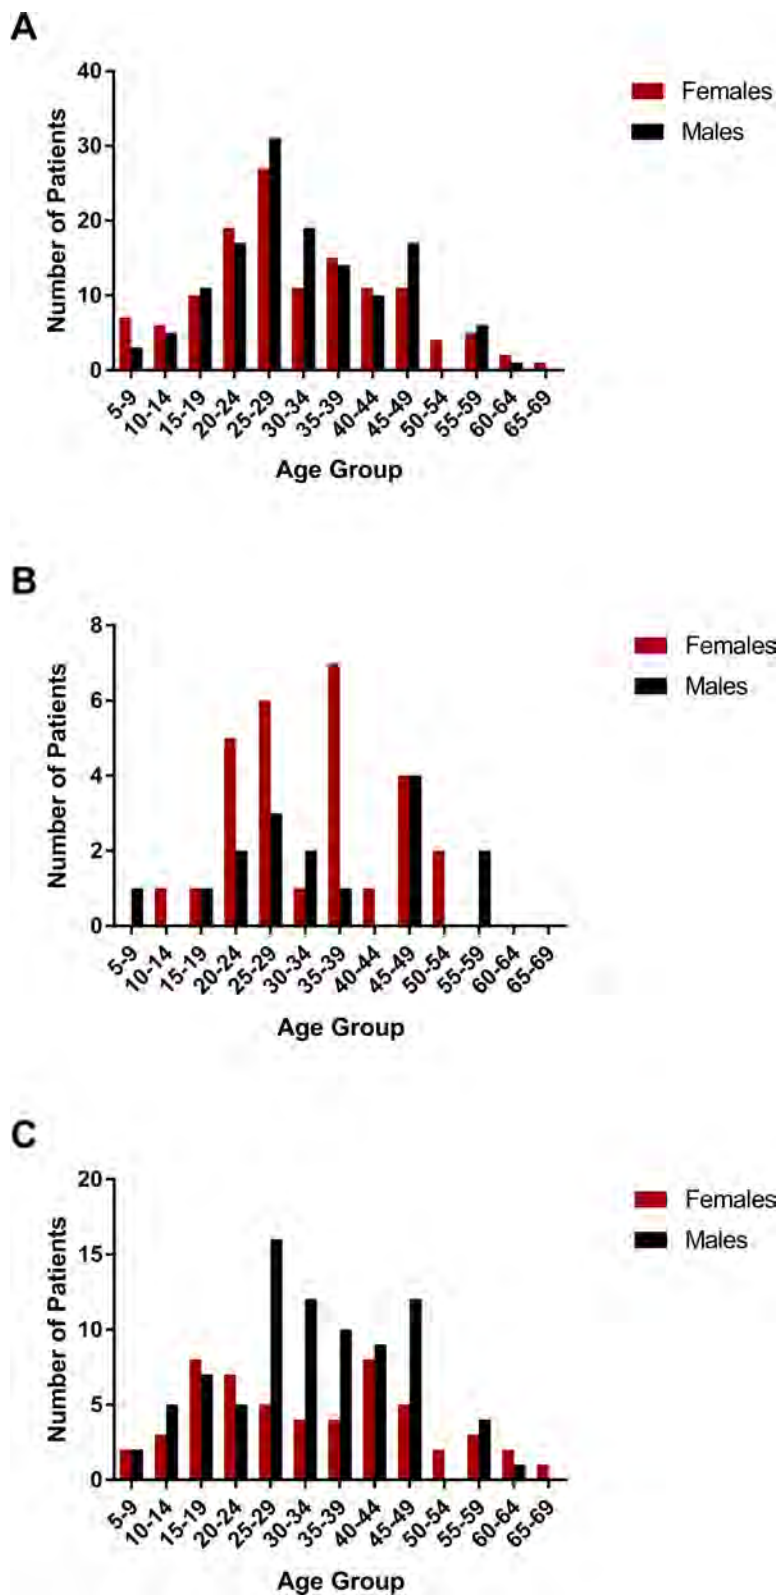 A
40
30
20
10
0
Number of Patients
5-9 10-14 15-19 20-24 25-29 30-34 35-39 40-44 45-49 50-54 55-59 60-64 65-69
Age Group
Females
Males
B
8
6
4
2
0
Number of Patients
5-9 10-14 15-19 20-24 25-29 30-34 35-39 40-44 45-49 50-54 55-59 60-64 65-69
Age Group
Females
Males
C
20
15
10
5
0
Number of Patients
5-9 10-14 15-19 20-24 25-29 30-34 35-39 40-44 45-49 50-54 55-59 60-64 65-69
Age Group
Females
Males